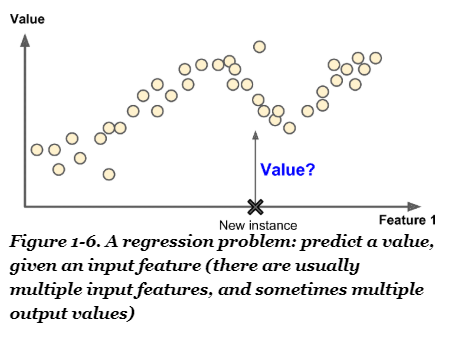 Value
Value?
New instance
Feature 1
Figure 1-6. A regression problem: predict a value,
given an input feature (there are usually
multiple input features, and sometimes multiple
output values)